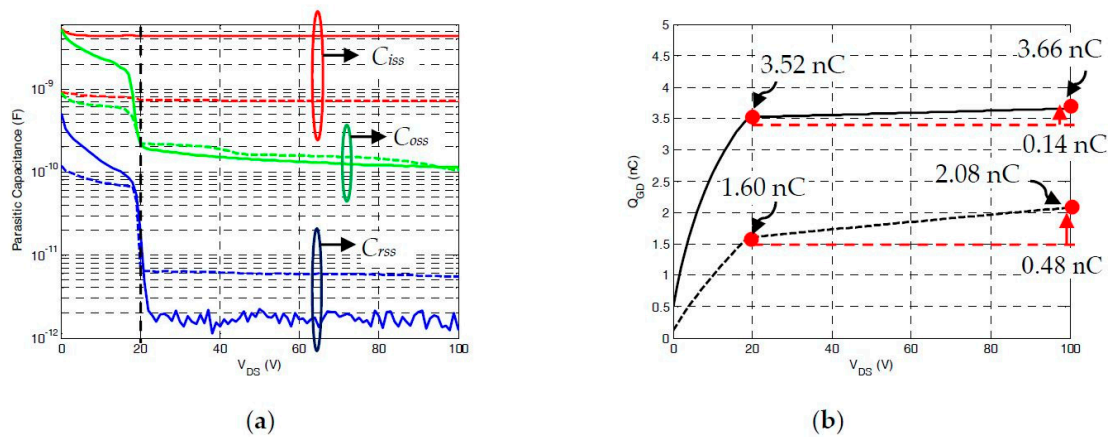 10⁻⁹
10⁻¹⁰
10⁻¹¹
10⁻¹²
Parasitic Capacitance (F)
Ciss
Coss
Crss
0 20 40 60 80 100
V_DS (V)
(a)
5
4.5
4
3.5
3
2.5
2
1.5
1
0.5
0
Q_GD (nC)
3.52 nC
3.66 nC
0.14 nC
1.60 nC
2.08 nC
0.48 nC
0 20 40 60 80 100
V_DS (V)
(b)